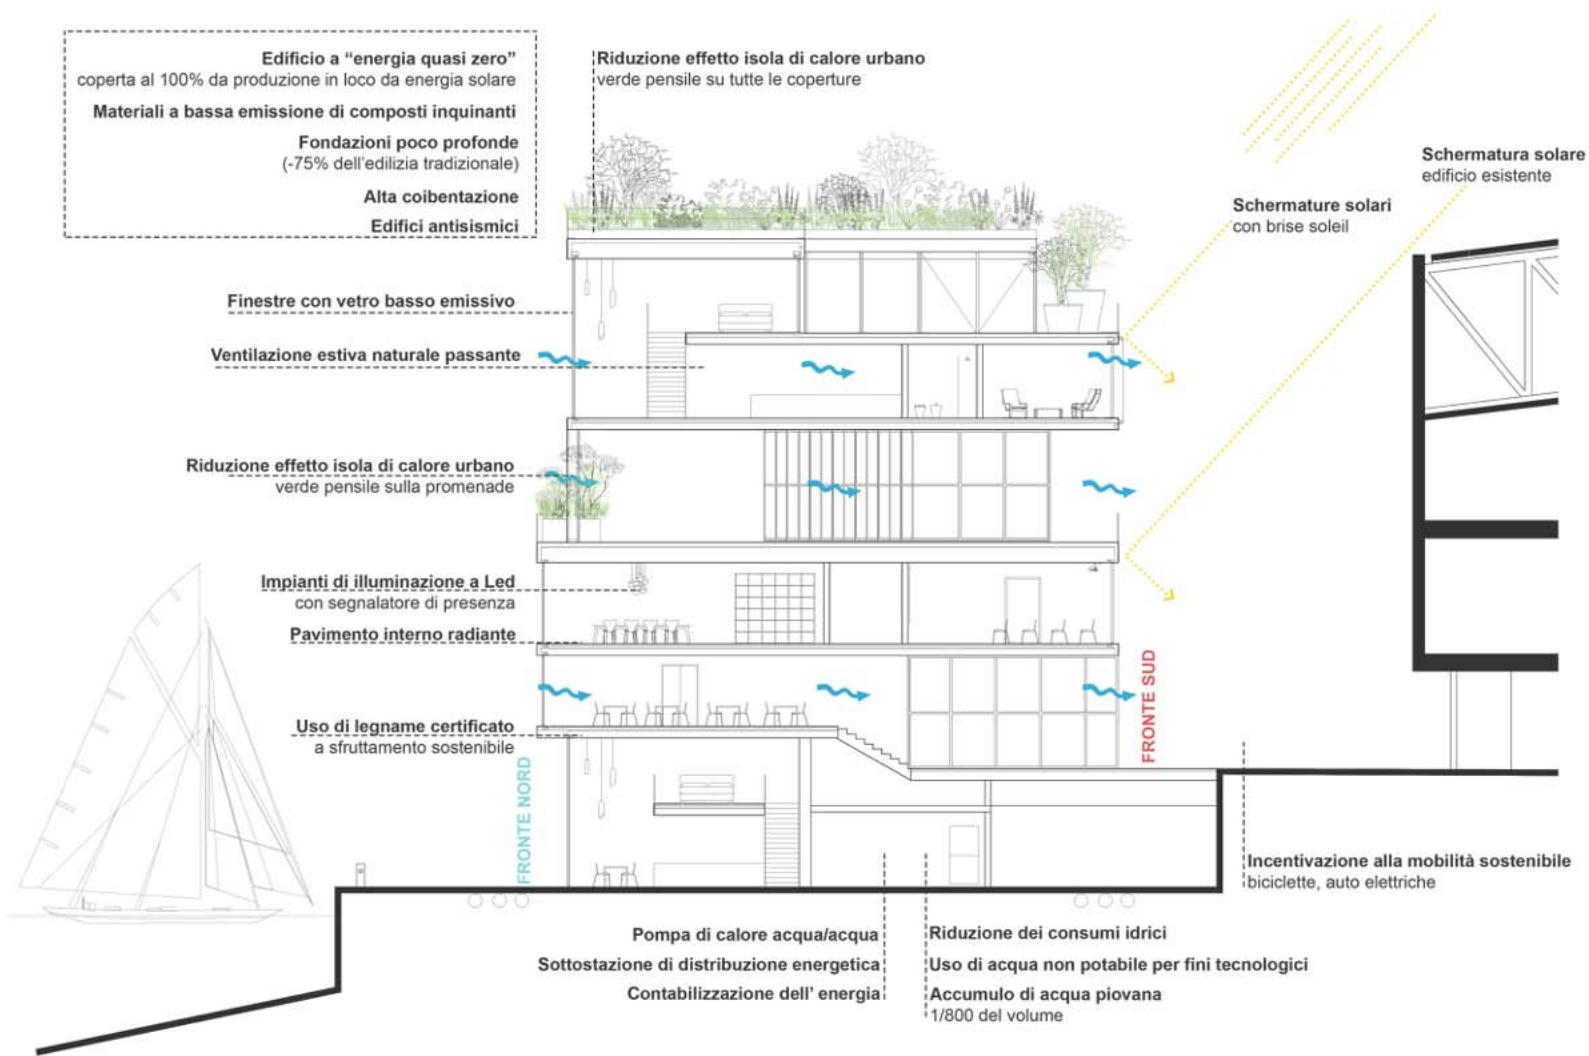 Edificio a “energia quasi zero”
coperta al 100% da produzione in loco da energia solare
Materiali a bassa emissione di composti inquinanti
Fondazioni poco profonde
(-75% dell’edilizia tradizionale)
Alta coibentazione
Edifici antisismici
Riduzione effetto isola di calore urbano
verde pensile su tutte le coperture
Schermatura solare
edificio esistente
Schermature solari
con brise soleil
Finestre con vetro basso emissivo
Ventilazione estiva naturale passante
Riduzione effetto isola di calore urbano
verde pensile sulla promenade
Impianti di illuminazione a Led
con segnalatore di presenza
Pavimento interno radiante
Uso di legname certificato
a sfruttamento sostenibile
FRONTE NORD
FRONTE SUD
Incentivazione alla mobilità sostenibile
biciclette, auto elettriche
Pompa di calore acqua/acqua
Sottostazione di distribuzione energetica
Contabilizzazione dell’ energia
Riduzione dei consumi idrici
Uso di acqua non potabile per fini tecnologici
Accumulo di acqua piovana
1/800 del volume